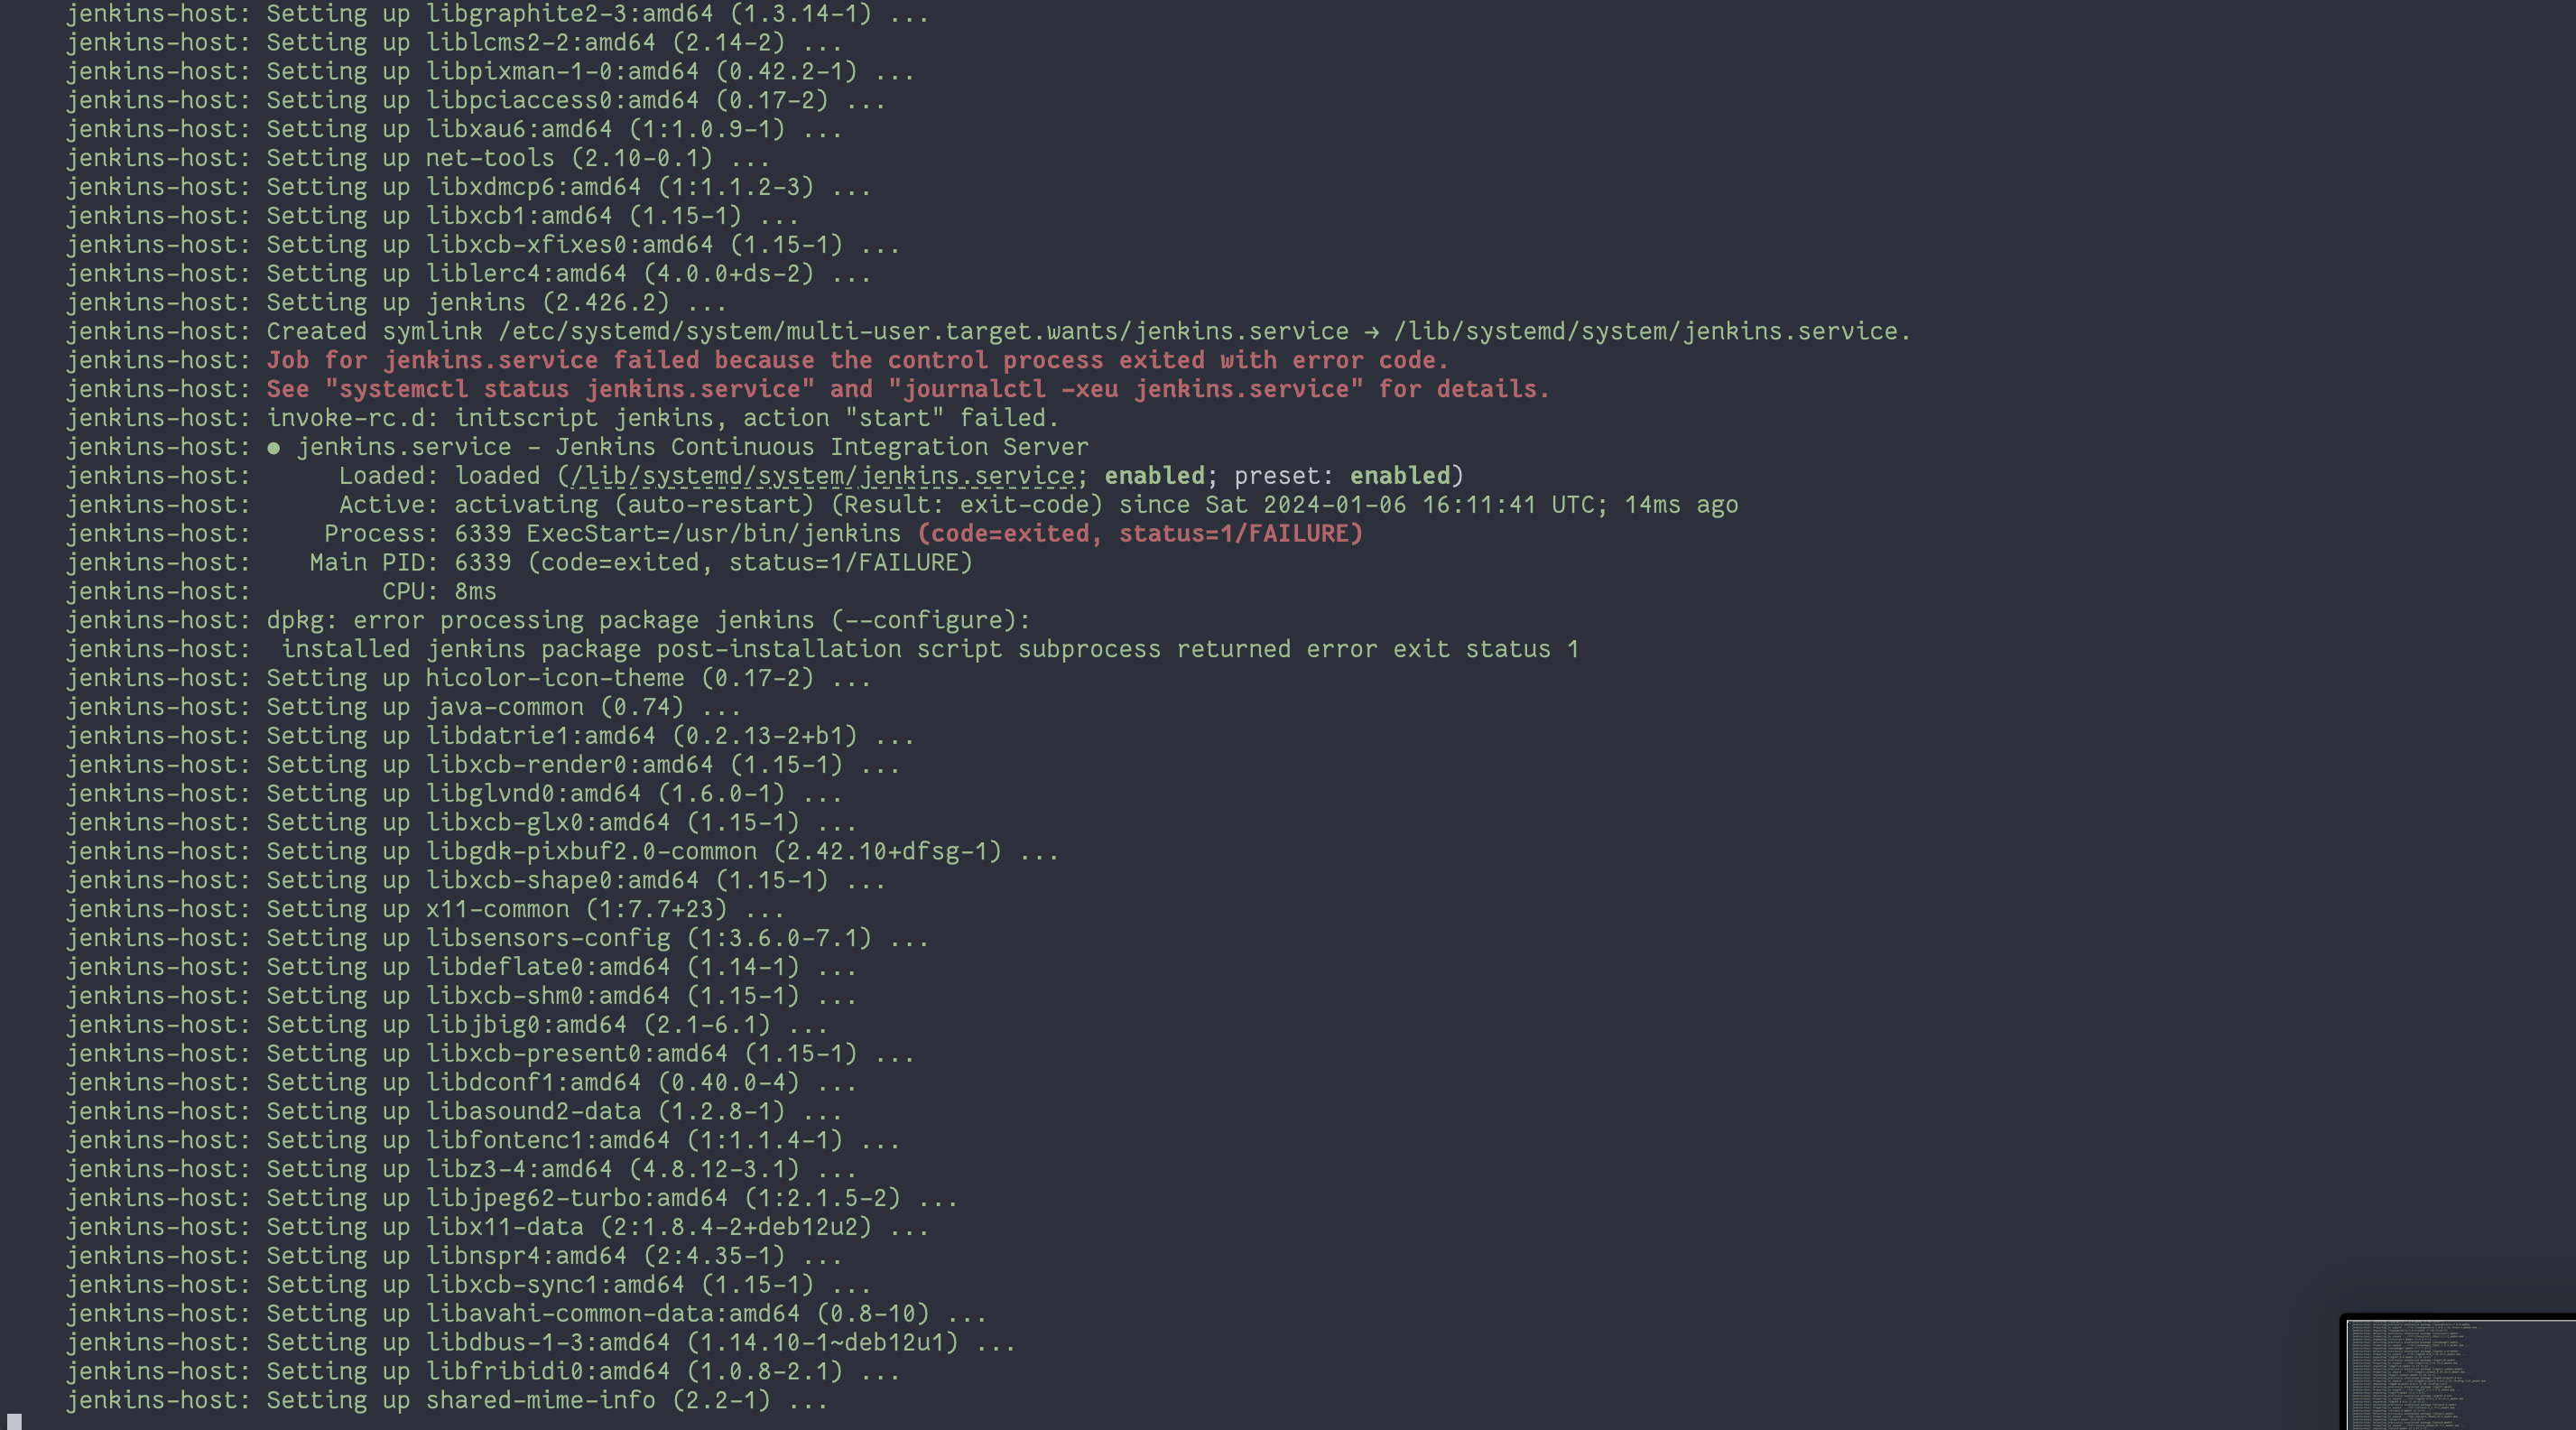 jenkins-host: Setting up libgraphite2-3:amd64 (1.3.14-1) ...
jenkins-host: Setting up liblcms2-2:amd64 (2.14-2) ...
jenkins-host: Setting up libpixman-1-0:amd64 (0.42.2-1) ...
jenkins-host: Setting up libpciaccess0:amd64 (0.17-2) ...
jenkins-host: Setting up libxau6:amd64 (1:1.0.9-1) ...
jenkins-host: Setting up net-tools (2.10-0.1) ...
jenkins-host: Setting up libxdmcp6:amd64 (1:1.1.2-3) ...
jenkins-host: Setting up libxcb1:amd64 (1.15-1) ...
jenkins-host: Setting up libxcb-xfixes0:amd64 (1.15-1) ...
jenkins-host: Setting up liblerc4:amd64 (4.0.0+ds-2) ...
jenkins-host: Setting up jenkins (2.426.2) ...
jenkins-host: Created symlink /etc/systemd/system/multi-user.target.wants/jenkins.service → /lib/systemd/system/jenkins.service.
jenkins-host: Job for jenkins.service failed because the control process exited with error code.
jenkins-host: See "systemctl status jenkins.service" and "journalctl -xeu jenkins.service" for details.
jenkins-host: invoke-rc.d: initscript jenkins, action "start" failed.
jenkins-host: ● jenkins.service - Jenkins Continuous Integration Server
jenkins-host:      Loaded: loaded (/lib/systemd/system/jenkins.service; enabled; preset: enabled)
jenkins-host:      Active: activating (auto-restart) (Result: exit-code) since Sat 2024-01-06 16:11:41 UTC; 14ms ago
jenkins-host:     Process: 6339 ExecStart=/usr/bin/jenkins (code=exited, status=1/FAILURE)
jenkins-host:    Main PID: 6339 (code=exited, status=1/FAILURE)
jenkins-host:         CPU: 8ms
jenkins-host: dpkg: error processing package jenkins (--configure):
jenkins-host:  installed jenkins package post-installation script subprocess returned error exit status 1
jenkins-host: Setting up hicolor-icon-theme (0.17-2) ...
jenkins-host: Setting up java-common (0.74) ...
jenkins-host: Setting up libdatrie1:amd64 (0.2.13-2+b1) ...
jenkins-host: Setting up libxcb-render0:amd64 (1.15-1) ...
jenkins-host: Setting up libglvnd0:amd64 (1.6.0-1) ...
jenkins-host: Setting up libxcb-glx0:amd64 (1.15-1) ...
jenkins-host: Setting up libgdk-pixbuf2.0-common (2.42.10+dfsg-1) ...
jenkins-host: Setting up libxcb-shape0:amd64 (1.15-1) ...
jenkins-host: Setting up x11-common (1:7.7+23) ...
jenkins-host: Setting up libsensors-config (1:3.6.0-7.1) ...
jenkins-host: Setting up libdeflate0:amd64 (1.14-1) ...
jenkins-host: Setting up libxcb-shm0:amd64 (1.15-1) ...
jenkins-host: Setting up libjbig0:amd64 (2.1-6.1) ...
jenkins-host: Setting up libxcb-present0:amd64 (1.15-1) ...
jenkins-host: Setting up libdconf1:amd64 (0.40.0-4) ...
jenkins-host: Setting up libasound2-data (1.2.8-1) ...
jenkins-host: Setting up libfontenc1:amd64 (1:1.1.4-1) ...
jenkins-host: Setting up libz3-4:amd64 (4.8.12-3.1) ...
jenkins-host: Setting up libjpeg62-turbo:amd64 (1:2.1.5-2) ...
jenkins-host: Setting up libx11-data (2:1.8.4-2+deb12u2) ...
jenkins-host: Setting up libnspr4:amd64 (2:4.35-1) ...
jenkins-host: Setting up libxcb-sync1:amd64 (1.15-1) ...
jenkins-host: Setting up libavahi-common-data:amd64 (0.8-10) ...
jenkins-host: Setting up libdbus-1-3:amd64 (1.14.10-1~deb12u1) ...
jenkins-host: Setting up libfribidi0:amd64 (1.0.8-2.1) ...
jenkins-host: Setting up shared-mime-info (2.2-1) ...